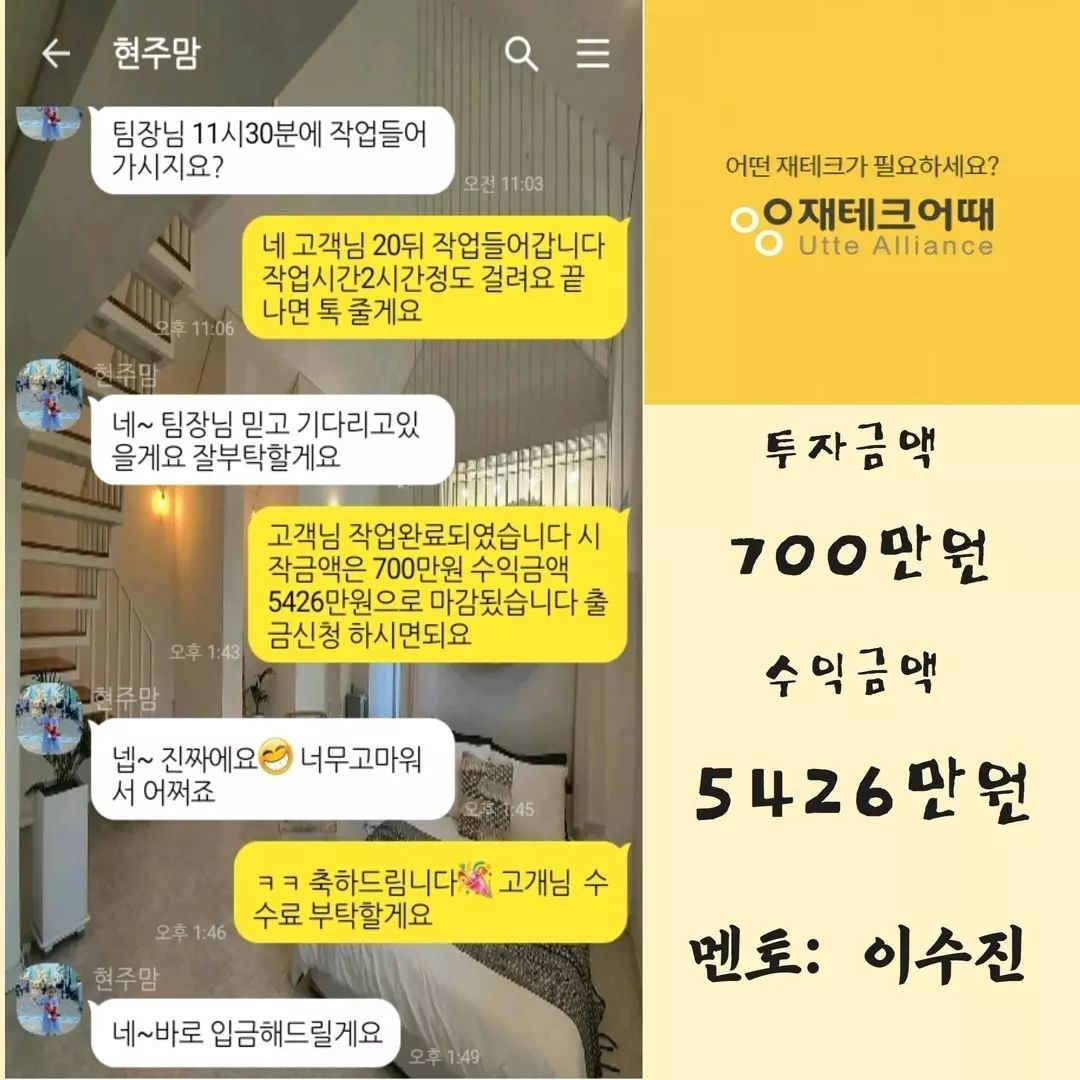 현주맘
팀장님 11시30분에 작업들어
가시지요?
오전 11:03
네 고객님 20뒤 작업들어갑니다
작업시간2시간정도 걸려요 끝
나면 톡 줄게요
오후 11:06
현주맘
네~ 팀장님 믿고 기다리고있
을게요 잘부탁할게요
고객님 작업완료되였습니다 시
작금액은 700만원 수익금액
5426만원으로 마감됬습니다 출
금신청 하시면되요
오후 1:43
현주맘
넵~ 진짜에요😁 너무고마워
서 어쩌죠
오후 1:45
ㅋㅋ 축하드림니다🎉 고개님 수
수료 부탁할게요
오후 1:46
현주맘
네~바로 입금해드릴게요
오후 1:49
어떤 재테크가 필요하세요?
재테크어때
Utte Alliance
투자금액
700만원
수익금액
5426만원
멘토: 이수진